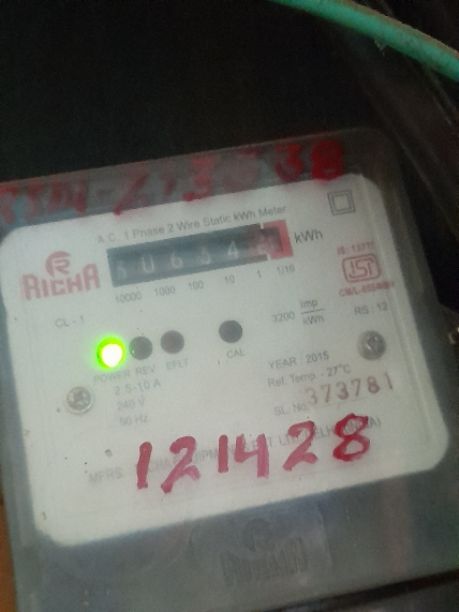 A.C. 1 Phase 2 Wire Static kWh Meter
RICHA
kWh
10000 1000 100 10 1 1/10
CL - 1
3200 imp/kWh
RS : 12
POWER REV EFLT
CAL
2.5-10 A
240 V
50 Hz
YEAR : 2015
Ref. Temp. - 27°C
SL. No. 373781
121428
MFRS.